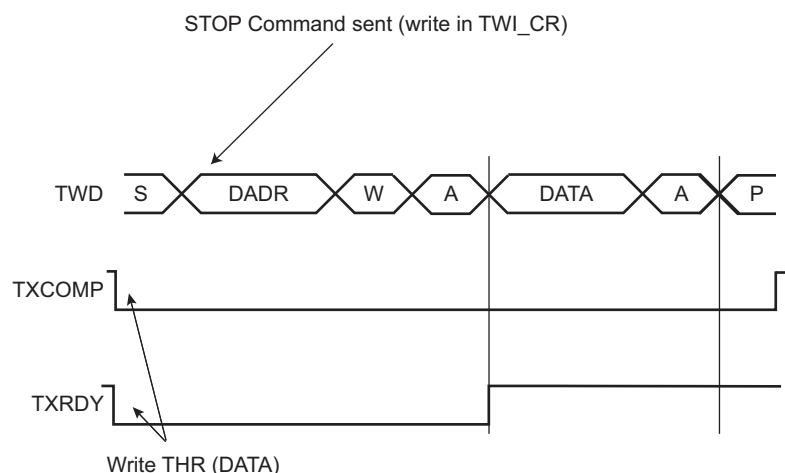 STOP Command sent (write in TWI_CR)
TWD S DADR W A DATA A P
TXCOMP
TXRDY
Write THR (DATA)